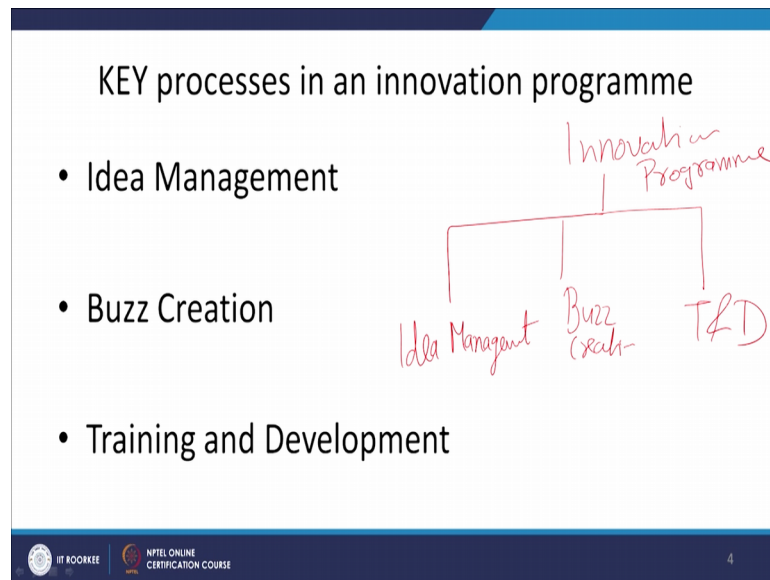 KEY processes in an innovation programme
• Idea Management
• Buzz Creation
• Training and Development
Innovation
Programme
Idea Managent
Buzz
Creati-
T&D
IIT ROORKEE
NPTEL ONLINE
CERTIFICATION COURSE
4